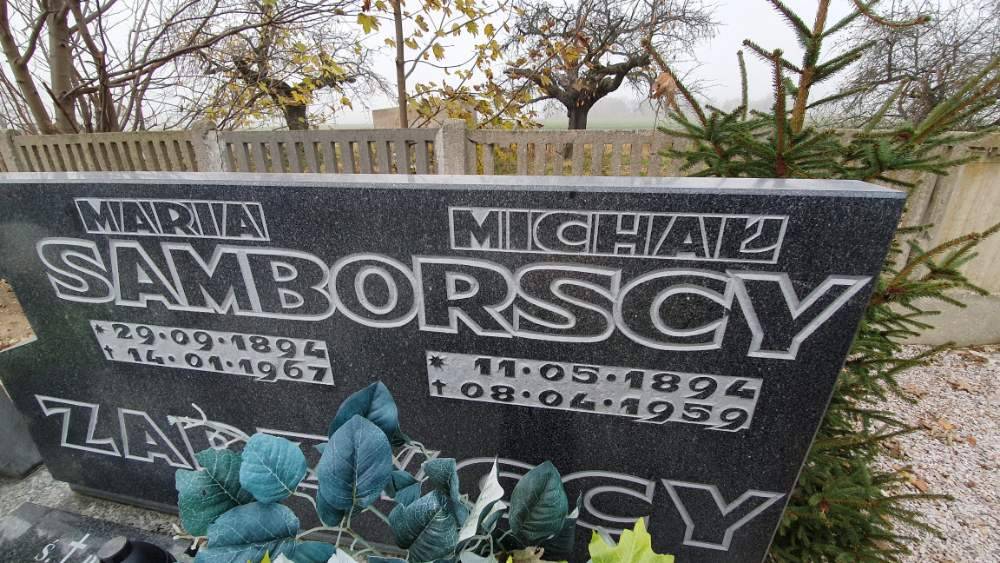 MARIA MICHAŁ
SAMBORSCY
* 29·09·1894 * 11·05·1894
† 14·01·1967 † 08·04·1959